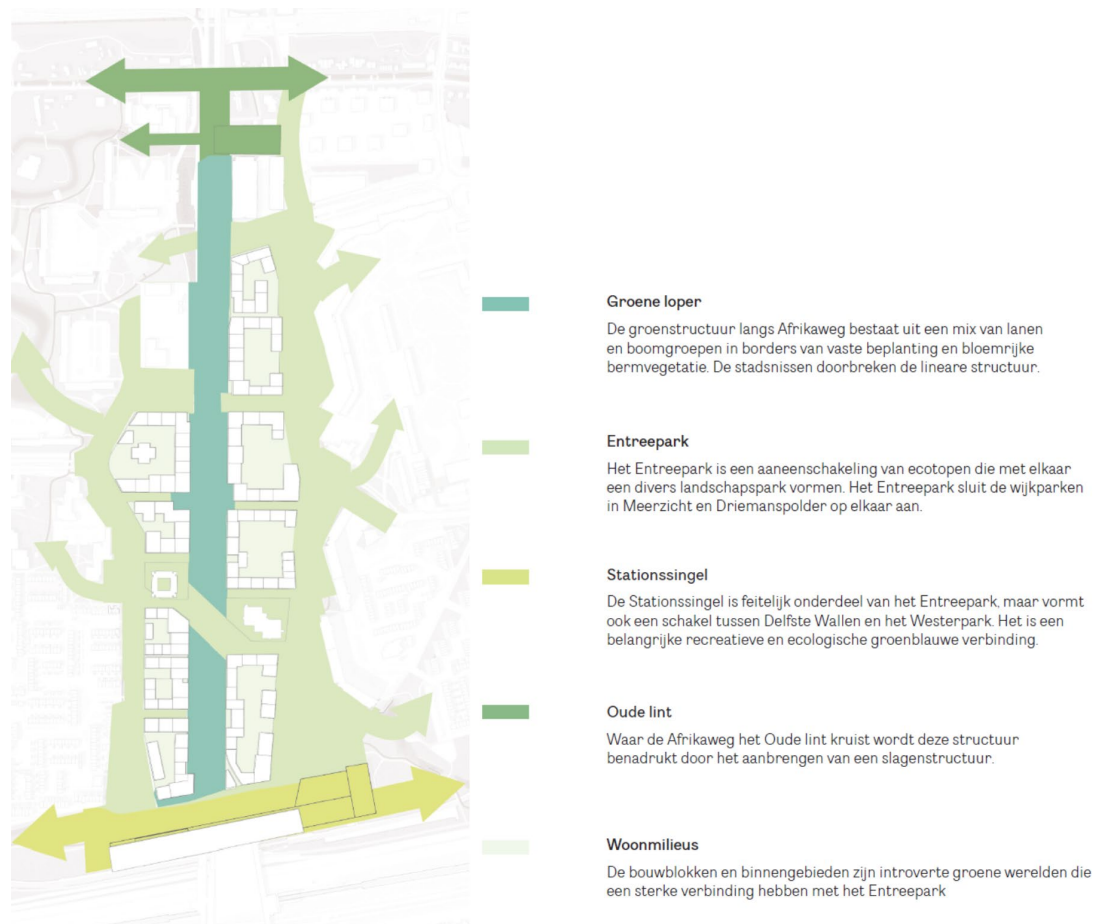 Groene loper
De groenstructuur langs Afrikaweg bestaat uit een mix van lanen
en boomgroepen in borders van vaste beplanting en bloemrijke
bermvegetatie. De stadsnissen doorbreken de lineare structuur.
Entreepark
Het Entreepark is een aaneenschakeling van ecotopen die met elkaar
een divers landschapspark vormen. Het Entreepark sluit de wijkparken
in Meerzicht en Driemanspolder op elkaar aan.
Stationssingel
De Stationssingel is feitelijk onderdeel van het Entreepark, maar vormt
ook een schakel tussen Delfste Wallen en het Westerpark. Het is een
belangrijke recreatieve en ecologische groenblauwe verbinding.
Oude lint
Waar de Afrikaweg het Oude lint kruist wordt deze structuur
benadrukt door het aanbrengen van een slagenstructuur.
Woonmilieus
De bouwblokken en binnengebieden zijn introverte groene werelden die
een sterke verbinding hebben met het Entreepark